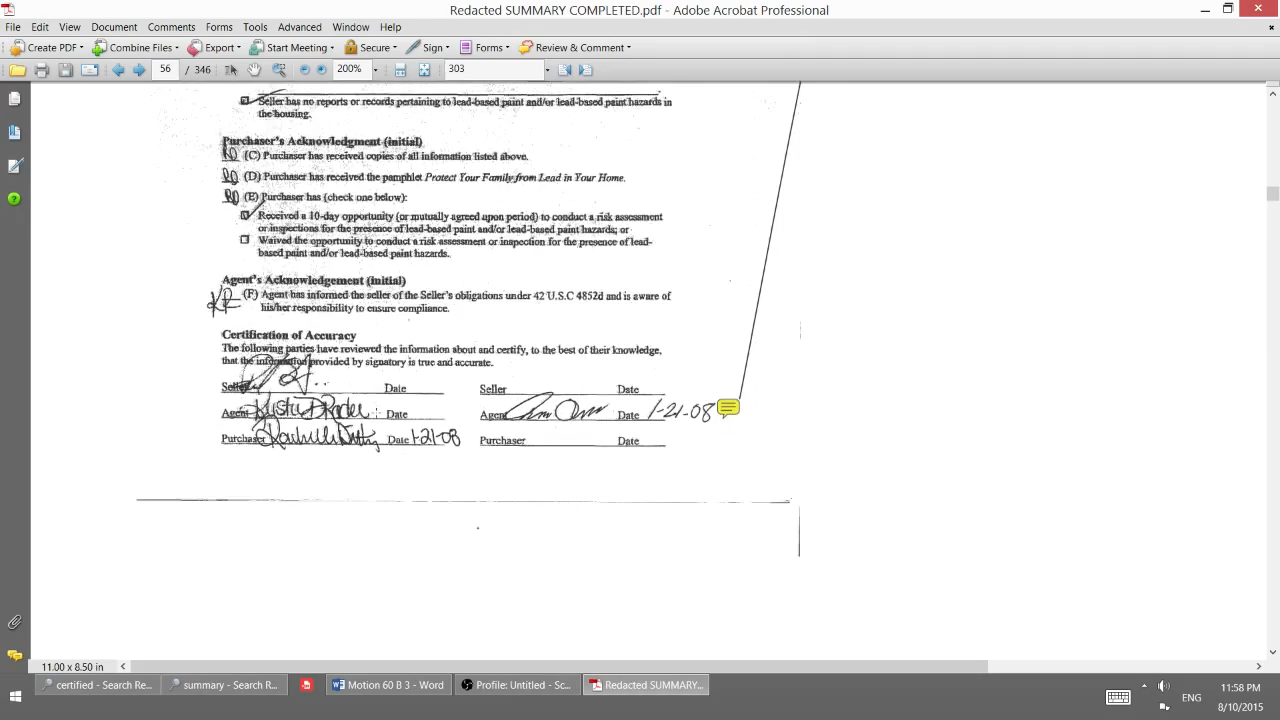 Redacted SUMMARY COMPLETED.pdf - Adobe Acrobat Professional
File Edit View Document Comments Forms Tools Advanced Window Help
Create PDF Combine Files Export Start Meeting Secure Sign Forms Review & Comment
56 / 346 200% 303
Seller has no reports or records pertaining to lead-based paint and/or lead-based paint hazards in
the housing.
Purchaser's Acknowledgment (initial)
(C) Purchaser has received copies of all information listed above.
(D) Purchaser has received the pamphlet Protect Your Family from Lead in Your Home.
(E) Purchaser has (check one below):
Received a 10-day opportunity (or mutually agreed upon period) to conduct a risk assessment
or inspections for the presence of lead-based paint and/or lead-based paint hazards; or
Waived the opportunity to conduct a risk assessment or inspection for the presence of lead-
based paint and/or lead-based paint hazards.
Agent's Acknowledgement (initial)
(F) Agent has informed the seller of the Seller's obligations under 42 U.S.C 4852d and is aware of
his/her responsibility to ensure compliance.
Certification of Accuracy
The following parties have reviewed the information about and certify, to the best of their knowledge,
that the information provided by signatory is true and accurate.
Seller Date Seller Date
Agent Date Agent Date 1-21-08
Purchaser Date 1-21-08 Purchaser Date
11.00 x 8.50 in
certified - Search Re... summary - Search R... Motion 60 B 3 - Word Profile: Untitled - Sc... Redacted SUMMARY... ENG 11:58 PM
8/10/2015